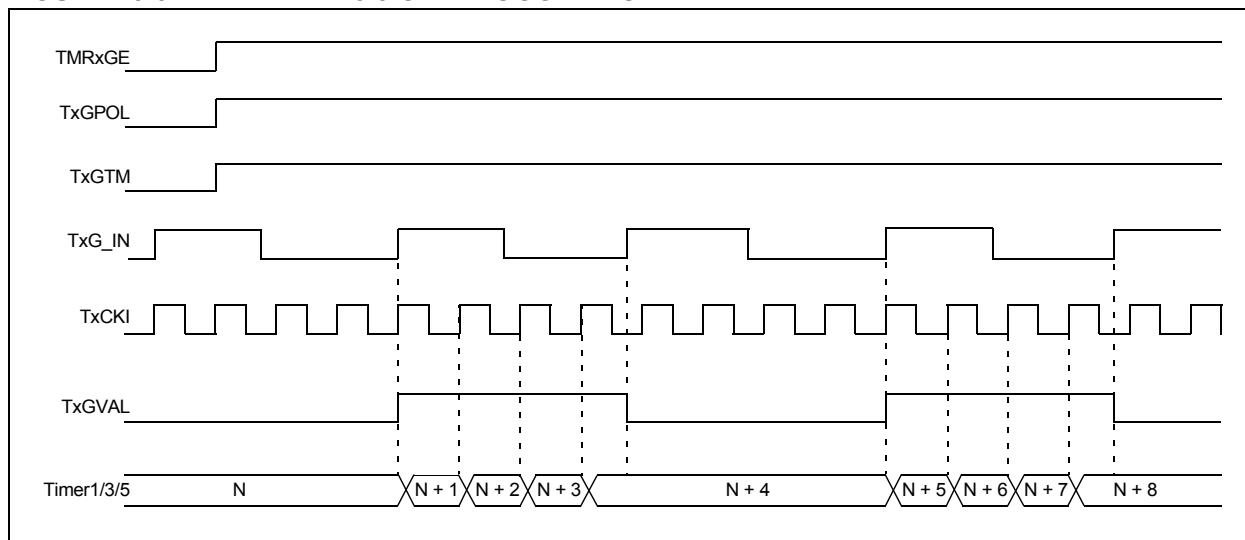 TMRxGE
TxGPOL
TxGTM
TxG_IN
TxCKI
TxGVAL
Timer1/3/5 N N + 1 N + 2 N + 3 N + 4 N + 5 N + 6 N + 7 N + 8